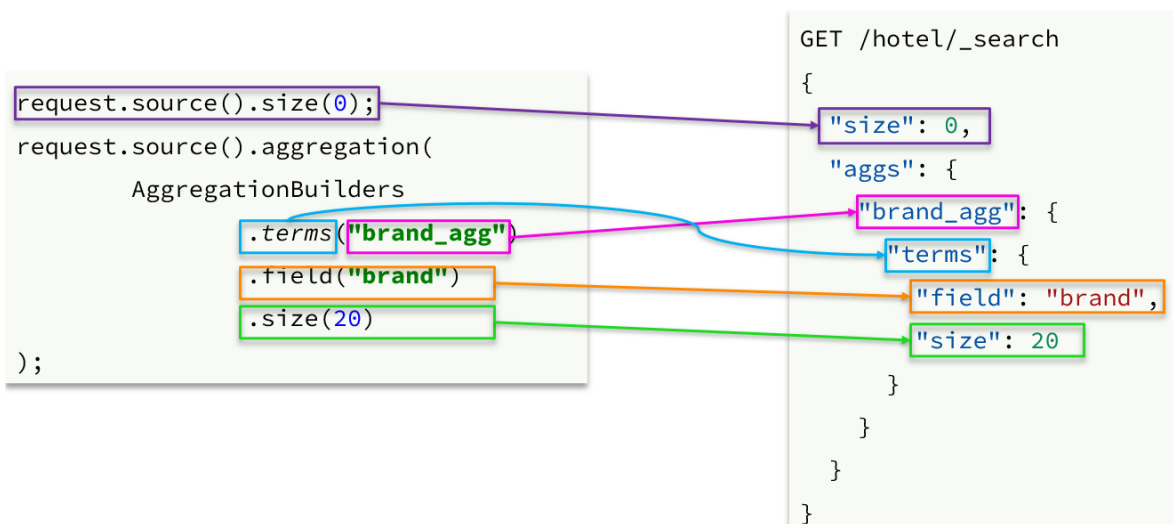 request.source().size(0);
request.source().aggregation(
AggregationBuilders
.terms("brand_agg")
.field("brand")
.size(20)
);
GET /hotel/_search
{
"size": 0,
"aggs": {
"brand_agg": {
"terms": {
"field": "brand",
"size": 20
}
}
}
}